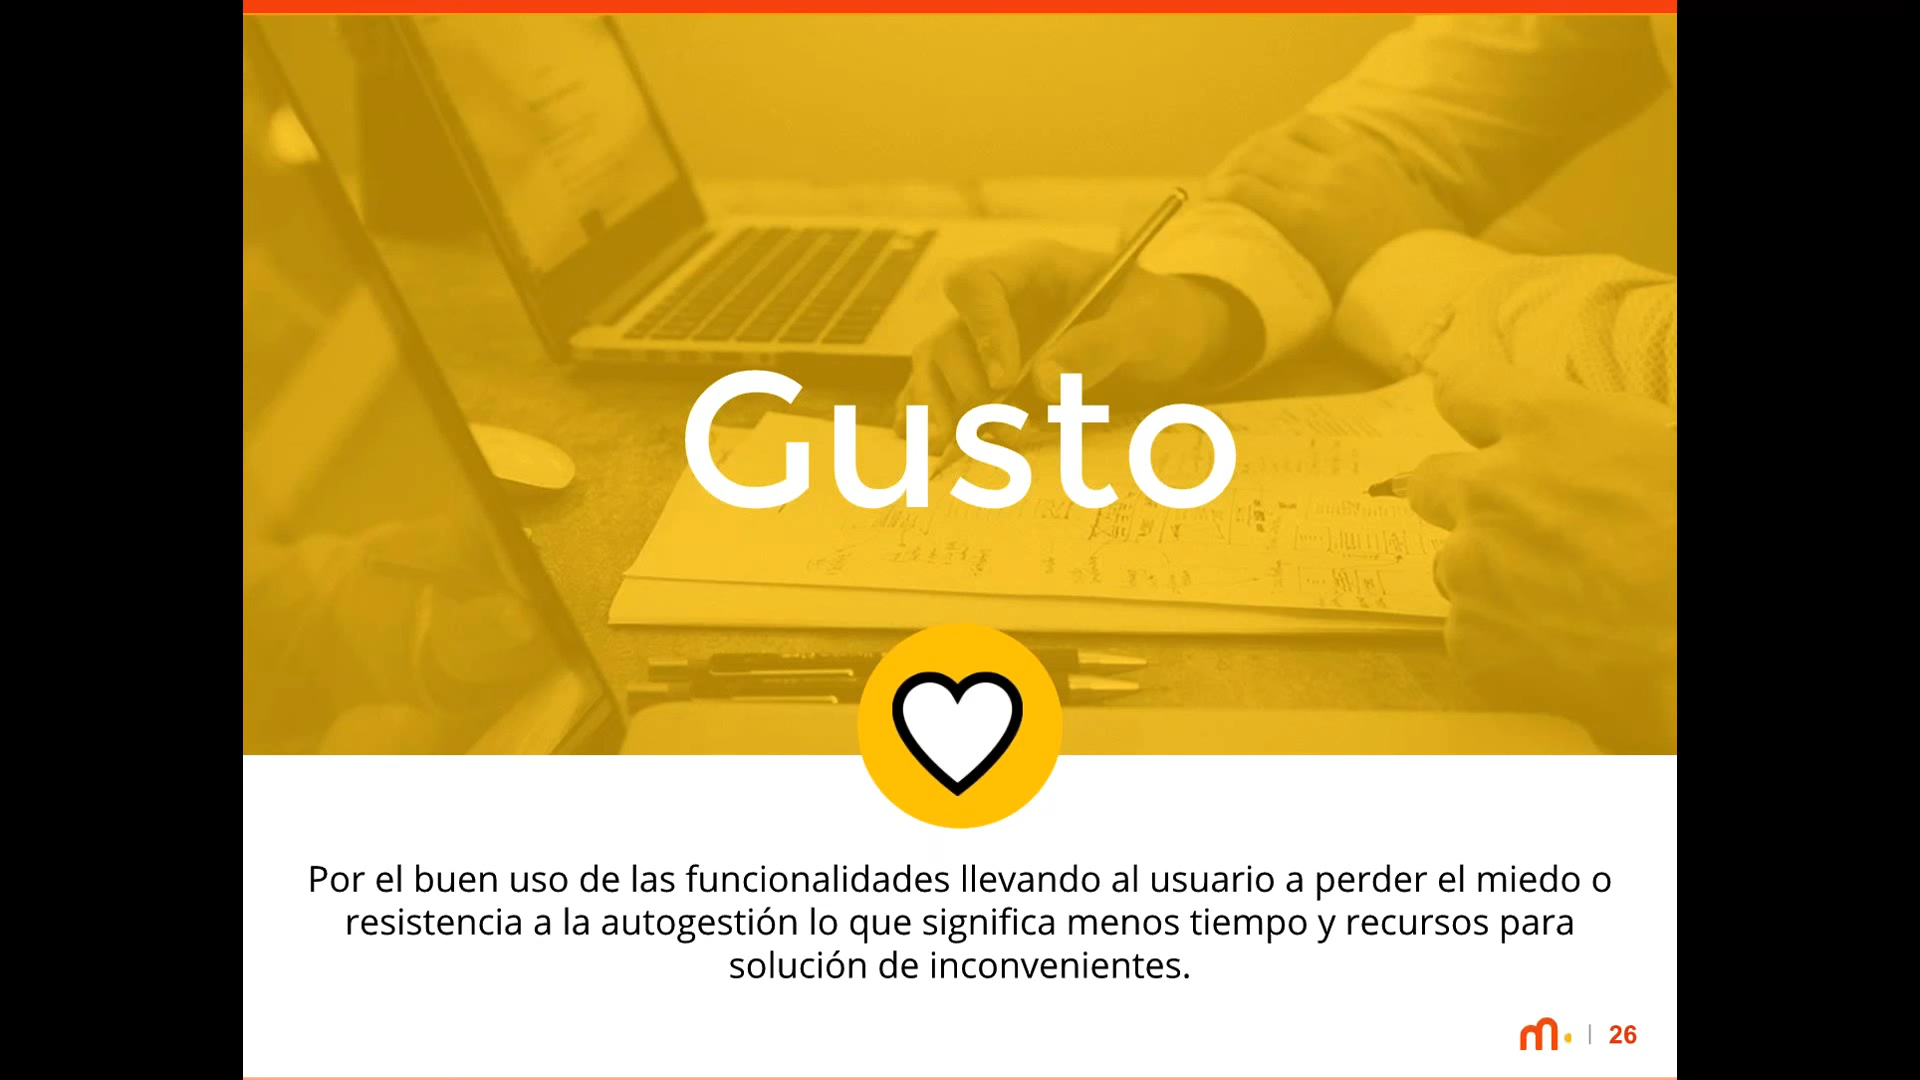 Gusto
Por el buen uso de las funcionalidades llevando al usuario a perder el miedo o
resistencia a la autogestión lo que significa menos tiempo y recursos para
solución de inconvenientes.
m. | 26